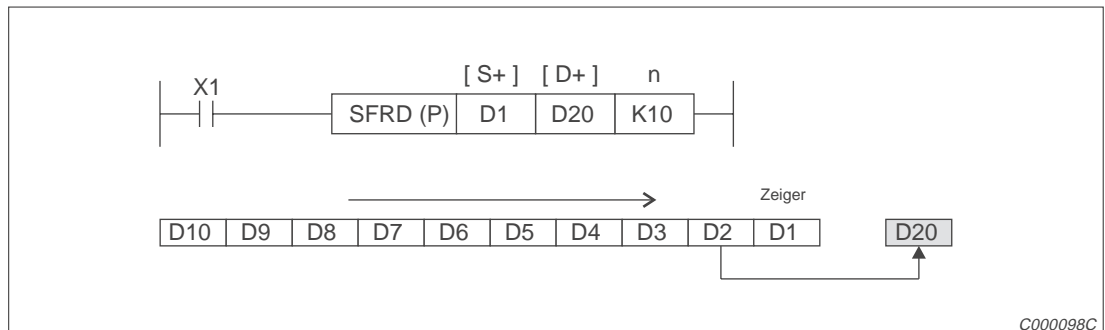 [ S+ ] [ D+ ] n
X1
SFRD (P) D1 D20 K10
Zeiger
D10 D9 D8 D7 D6 D5 D4 D3 D2 D1 D20
C000098C